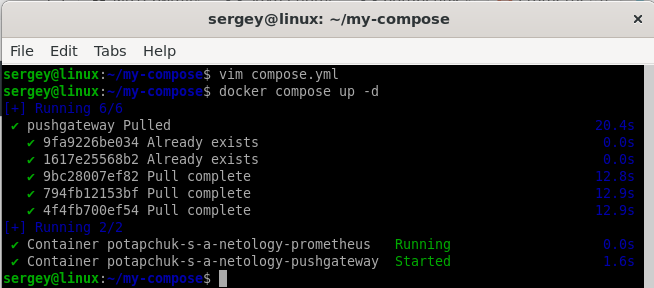 sergey@linux: ~/my-compose
×
File Edit Tabs Help
sergey@linux:~/my-compose$ vim compose.yml
sergey@linux:~/my-compose$ docker compose up -d
[+] Running 6/6
✔ pushgateway Pulled 20.4s
✔ 9fa9226be034 Already exists 0.0s
✔ 1617e25568b2 Already exists 0.0s
✔ 9bc28007ef82 Pull complete 12.8s
✔ 794fb12153bf Pull complete 12.9s
✔ 4f4fb700ef54 Pull complete 12.9s
[+] Running 2/2
✔ Container potapchuk-s-a-netology-prometheus Running 0.0s
✔ Container potapchuk-s-a-netology-pushgateway Started 1.6s
sergey@linux:~/my-compose$